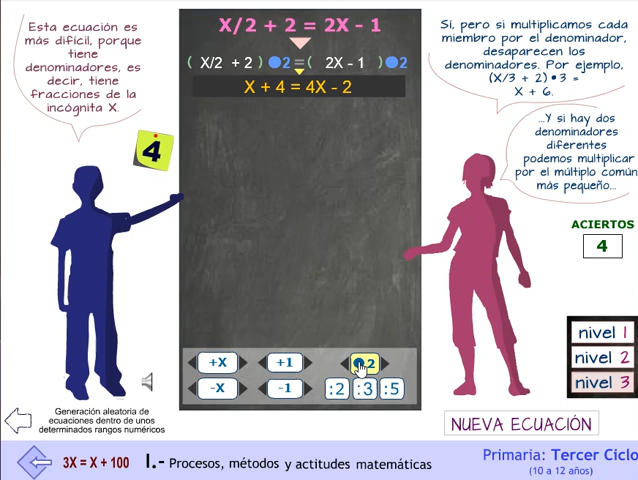 Esta ecuación es
más difícil, porque
tiene
denominadores, es
decir, tiene
fracciones de la
incógnita X.
4
X/2 + 2 = 2X - 1
( X/2 + 2 ) ●2 = ( 2X - 1 ) ●2
X + 4 = 4X - 2
Sí, pero si multiplicamos cada
miembro por el denominador,
desaparecen los
denominadores. Por ejemplo,
(X/3 + 2)•3 =
X + 6.
...Y si hay dos
denominadores
diferentes
podemos multiplicar
por el múltiplo común
más pequeño...
ACIERTOS
4
nivel 1
nivel 2
nivel 3
+X +1 ●2
-X -1 :2 :3 :5
Generación aleatoria de
ecuaciones dentro de unos
determinados rangos numéricos
NUEVA ECUACIÓN
3X = X + 100 I.- Procesos, métodos y actitudes matemáticas
Primaria: Tercer Ciclo
(10 a 12 años)